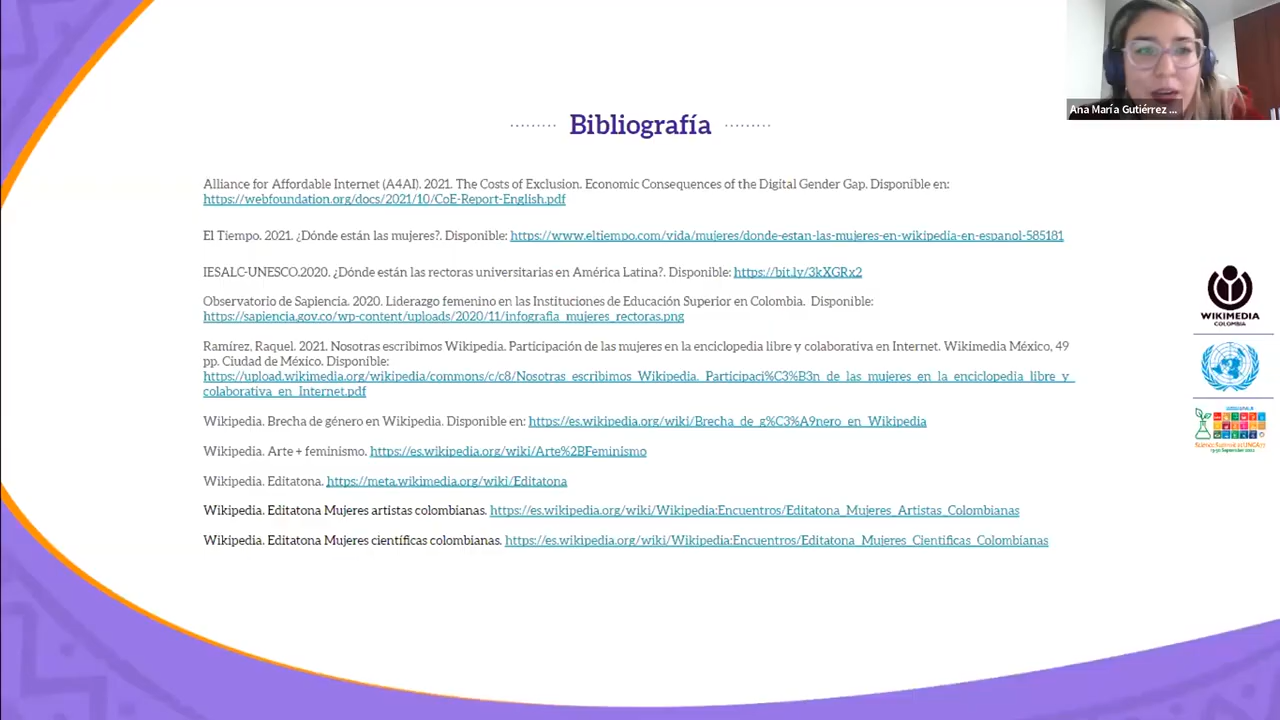 Ana María Gutiérrez ...
Bibliografía
Alliance for Affordable Internet (A4AI). 2021. The Costs of Exclusion. Economic Consequences of the Digital Gender Gap. Disponible en:
https://webfoundation.org/docs/2021/10/CoE-Report-English.pdf
El Tiempo. 2021. ¿Dónde están las mujeres?. Disponible: https://www.eltiempo.com/vida/mujeres/donde-estan-las-mujeres-en-wikipedia-en-espanol-585181
IESALC-UNESCO.2020. ¿Dónde están las rectoras universitarias en América Latina?. Disponible: https://bit.ly/3kXGRx2
Observatorio de Sapiencia. 2020. Liderazgo femenino en las Instituciones de Educación Superior en Colombia. Disponible:
https://sapiencia.gov.co/wp-content/uploads/2020/11/infografia_mujeres_rectoras.png
Ramírez, Raquel. 2021. Nosotras escribimos Wikipedia. Participación de las mujeres en la enciclopedia libre y colaborativa en Internet. Wikimedia México, 49
pp. Ciudad de México. Disponible:
https://upload.wikimedia.org/wikipedia/commons/c/c8/Nosotras_escribimos_Wikipedia._Participaci%C3%B3n_de_las_mujeres_en_la_enciclopedia_libre_y_
colaborativa_en_Internet.pdf
Wikipedia. Brecha de género en Wikipedia. Disponible en: https://es.wikipedia.org/wiki/Brecha_de_g%C3%A9nero_en_Wikipedia
Wikipedia. Arte + feminismo. https://es.wikipedia.org/wiki/Arte%2BFeminismo
Wikipedia. Editatona. https://meta.wikimedia.org/wiki/Editatona
Wikipedia. Editatona Mujeres artistas colombianas. https://es.wikipedia.org/wiki/Wikipedia:Encuentros/Editatona_Mujeres_Artistas_Colombianas
Wikipedia. Editatona Mujeres científicas colombianas. https://es.wikipedia.org/wiki/Wikipedia:Encuentros/Editatona_Mujeres_Científicas_Colombianas
WIKIMEDIA
COLOMBIA
Science Summit at UNGA77